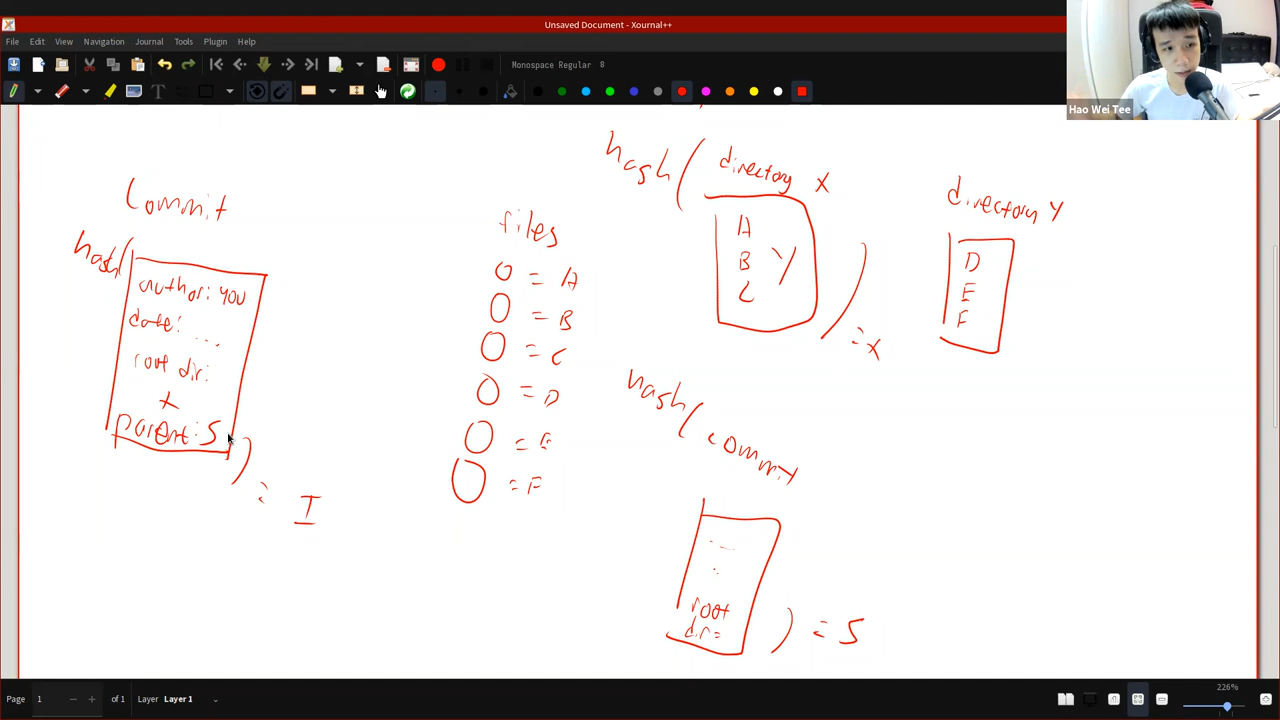 Unsaved Document - Xournal++
File Edit View Navigation Journal Tools Plugin Help
Monospace Regular 8
Hao Wei Tee
commit
hash(
author: you
date: ...
root dir:
X
parent: S
) = I
files
= A
= B
= C
= D
= E
= F
hash( directory X
A
B Y
C
) = X
directory Y
D
E
F
hash( commit
root
dir=
) = S
Page 1 of 1 Layer Layer 1
226%